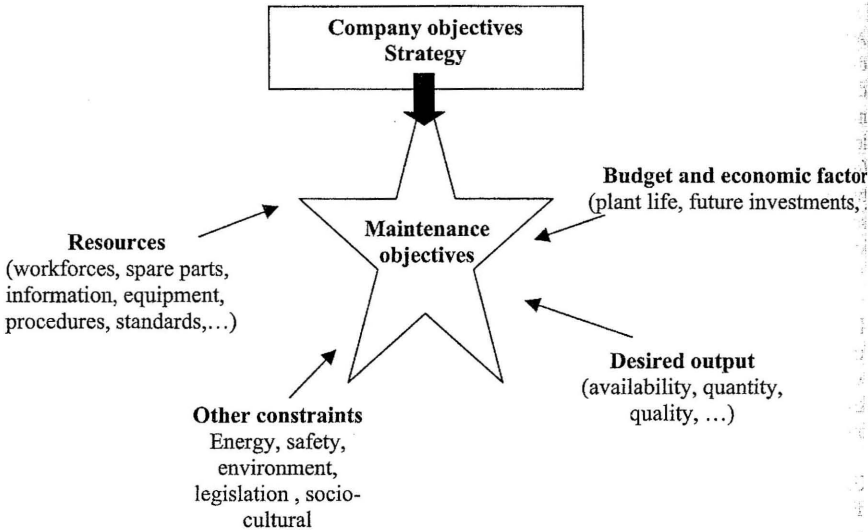 Company objectives
Strategy
Maintenance
objectives
Budget and economic factor
(plant life, future investments,
Resources
(workforces, spare parts,
information, equipment,
procedures, standards,…)
Desired output
(availability, quantity,
quality, …)
Other constraints
Energy, safety,
environment,
legislation , socio-
cultural